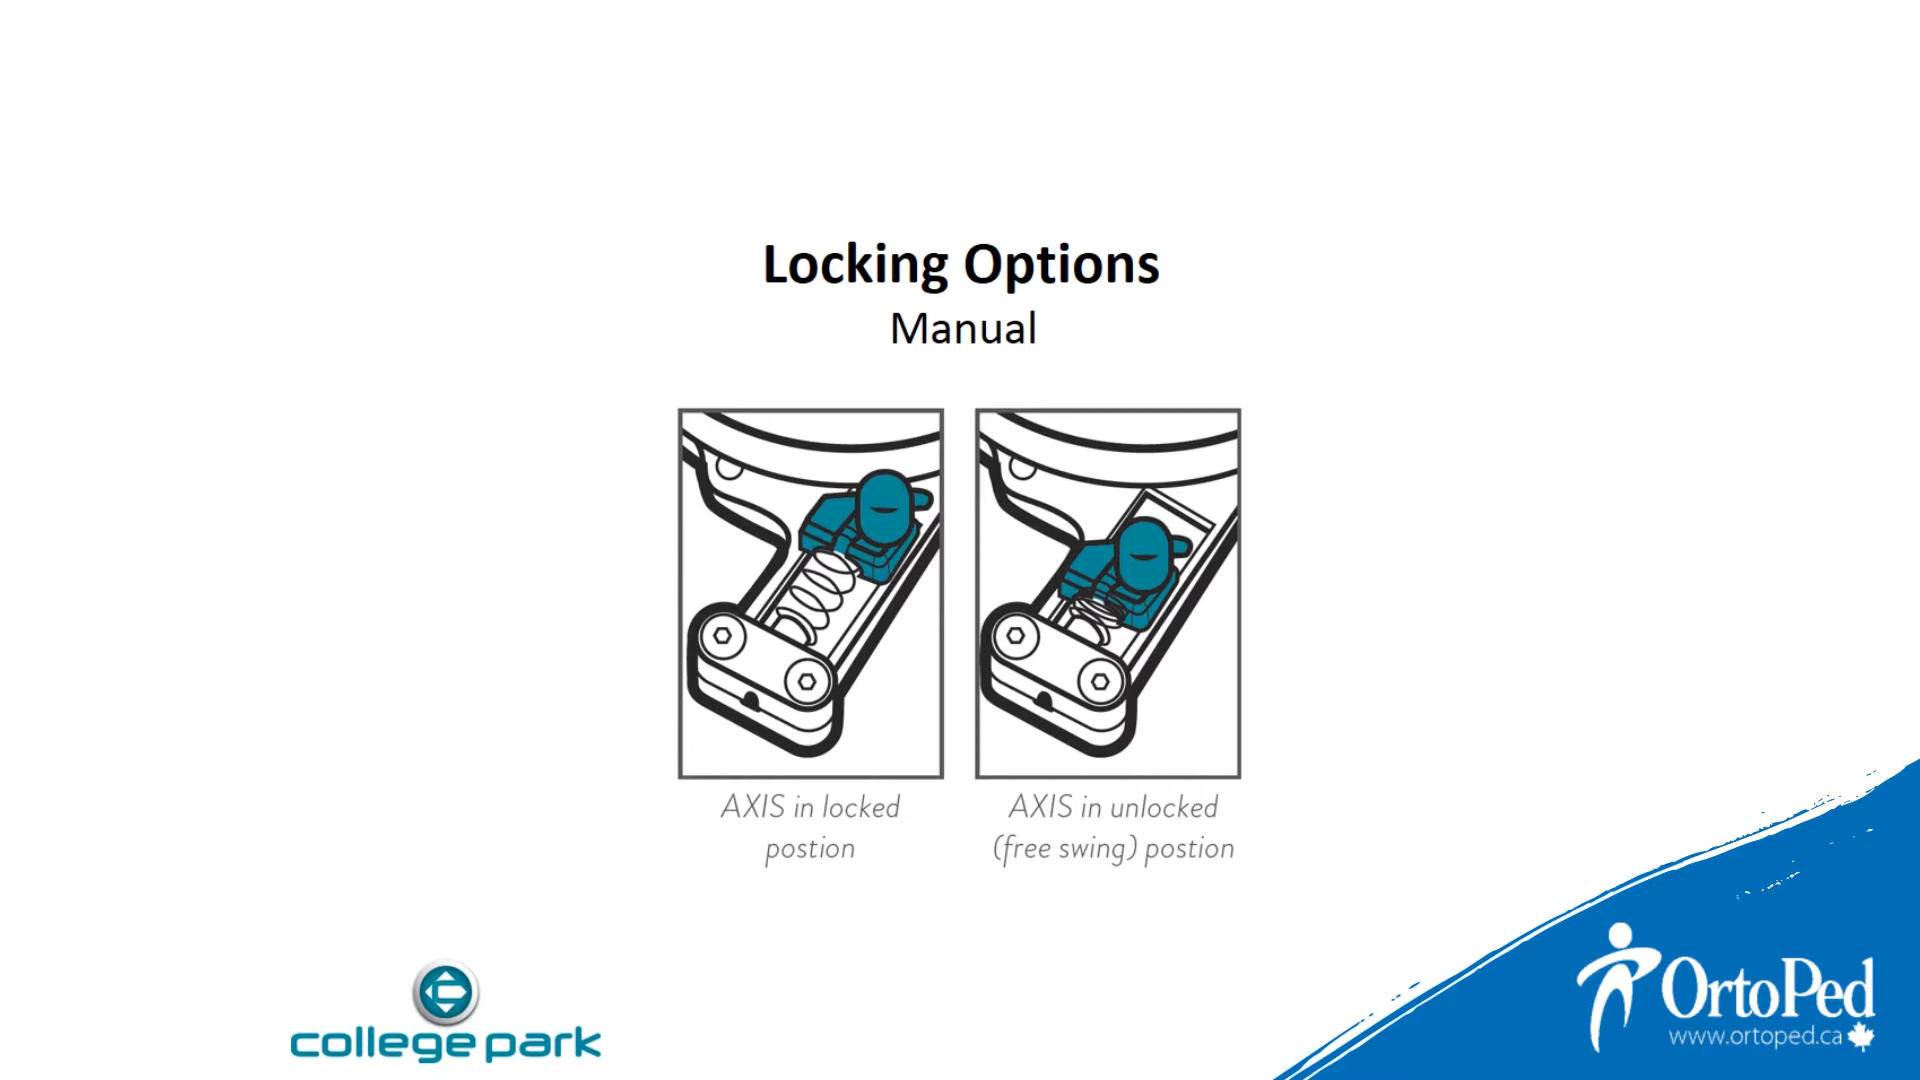 Locking Options
Manual
AXIS in locked
postion
AXIS in unlocked
(free swing) postion
college park
OrtoPed
www.ortoped.ca